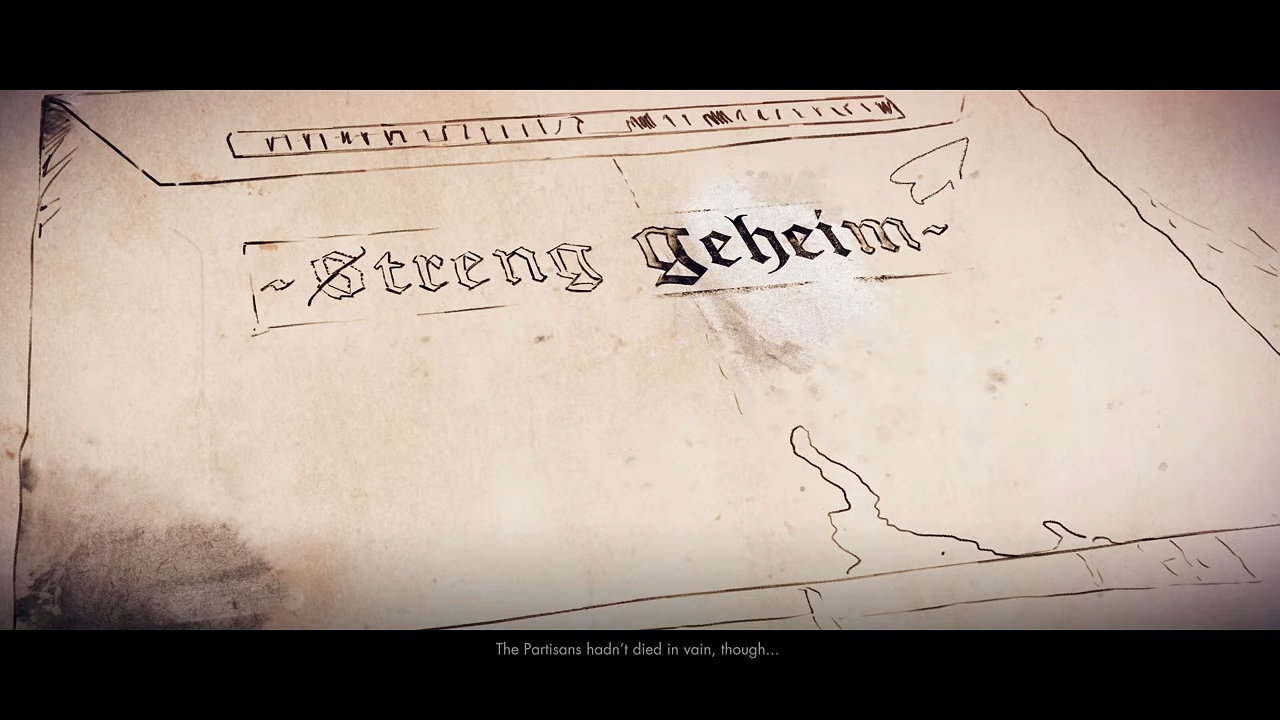 ~Streng geheim~
The Partisans hadn't died in vain, though...